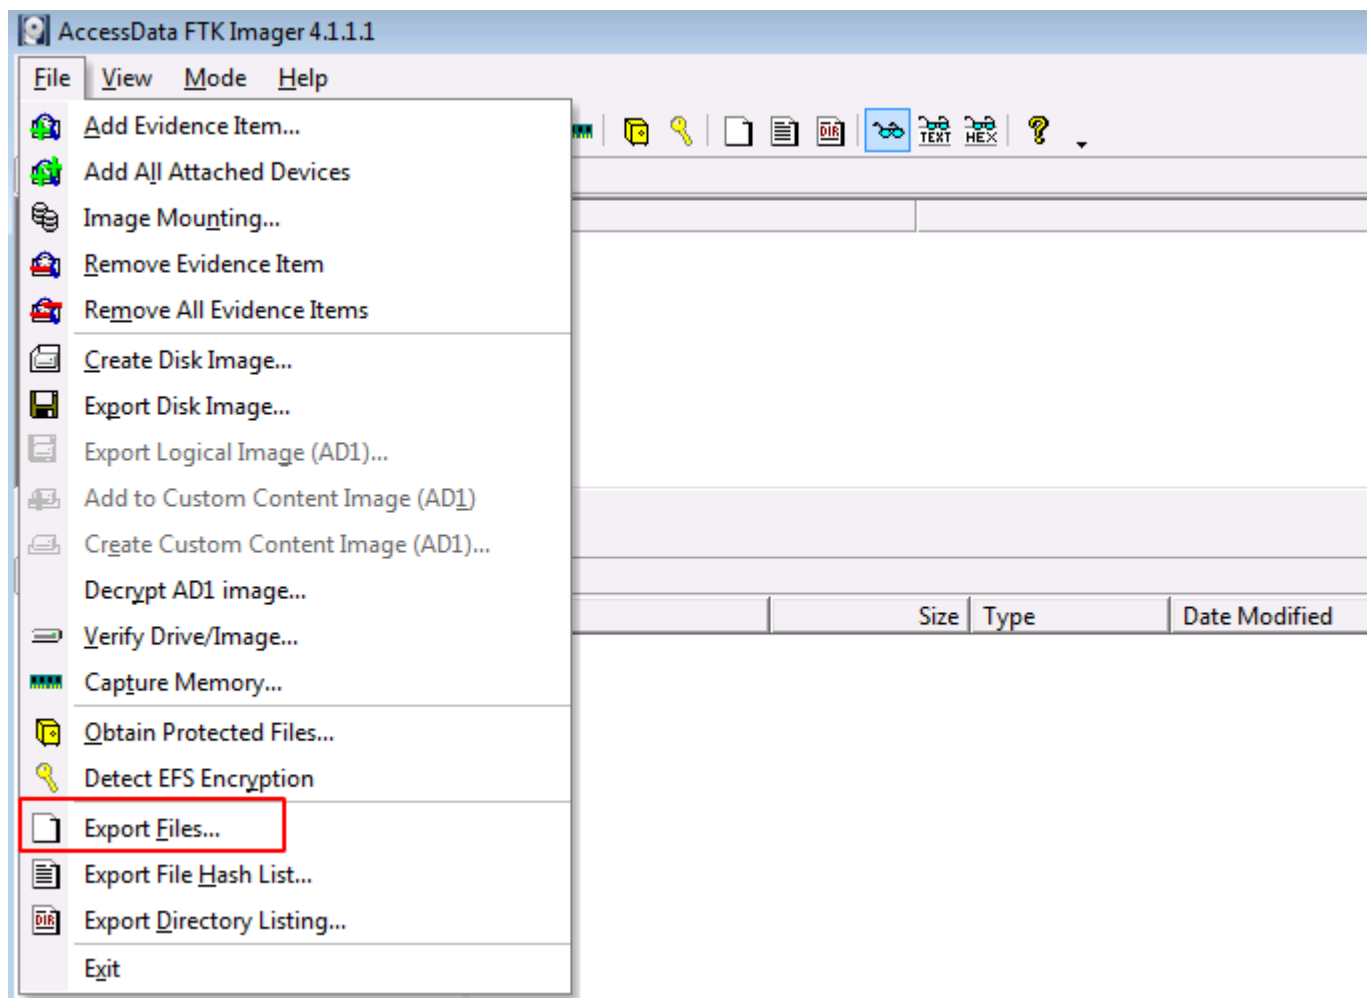 AccessData FTK Imager 4.1.1.1
File View Mode Help
Add Evidence Item...
TEXT HEX
DIR
Add All Attached Devices
Image Mounting...
Remove Evidence Item
Remove All Evidence Items
Create Disk Image...
Export Disk Image...
Export Logical Image (AD1)...
Add to Custom Content Image (AD1)
Create Custom Content Image (AD1)...
Decrypt AD1 image...
Size Type Date Modified
Verify Drive/Image...
Capture Memory...
Obtain Protected Files...
Detect EFS Encryption
Export Files...
Export File Hash List...
DIR Export Directory Listing...
Exit